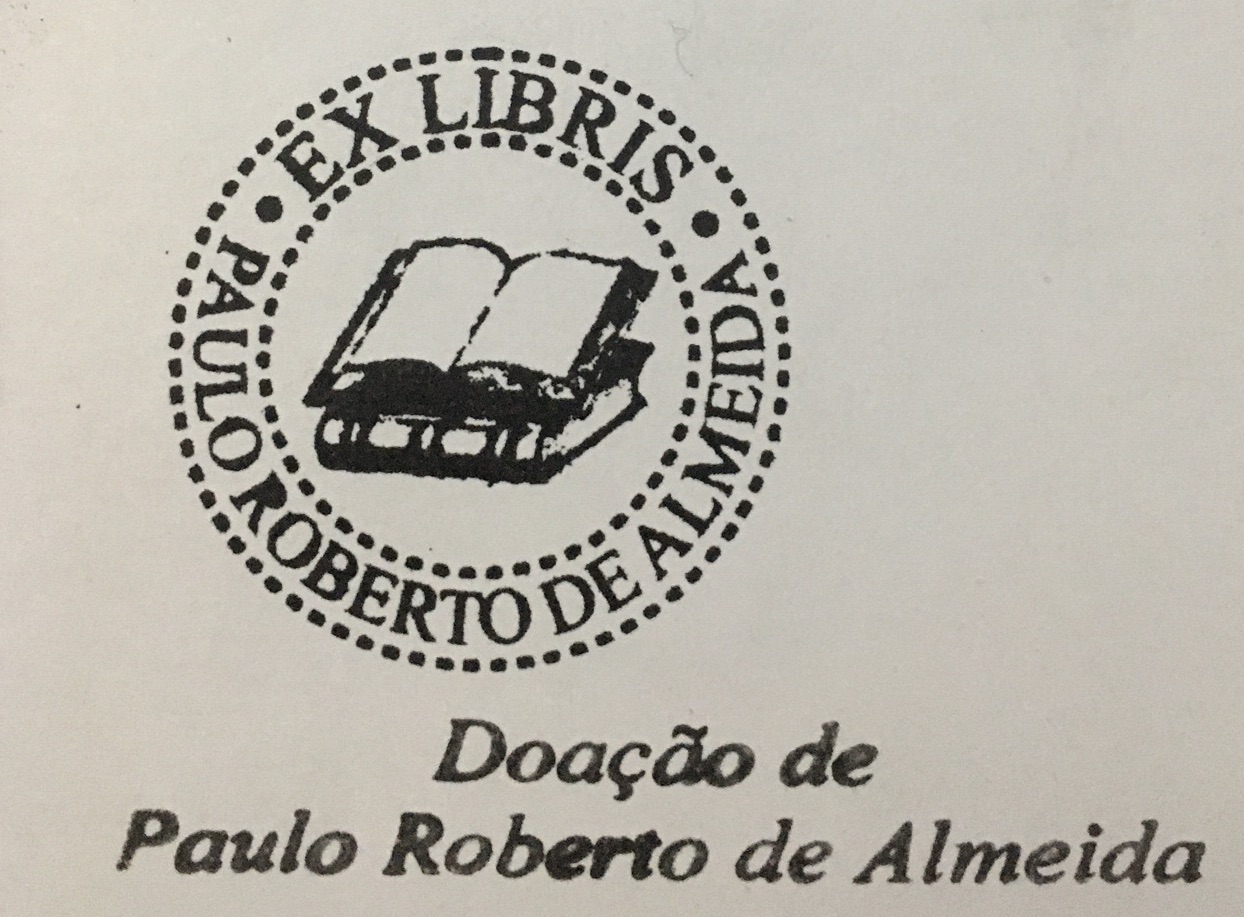 EX LIBRIS
PAULO ROBERTO DE ALMEIDA
Doação de
Paulo Roberto de Almeida